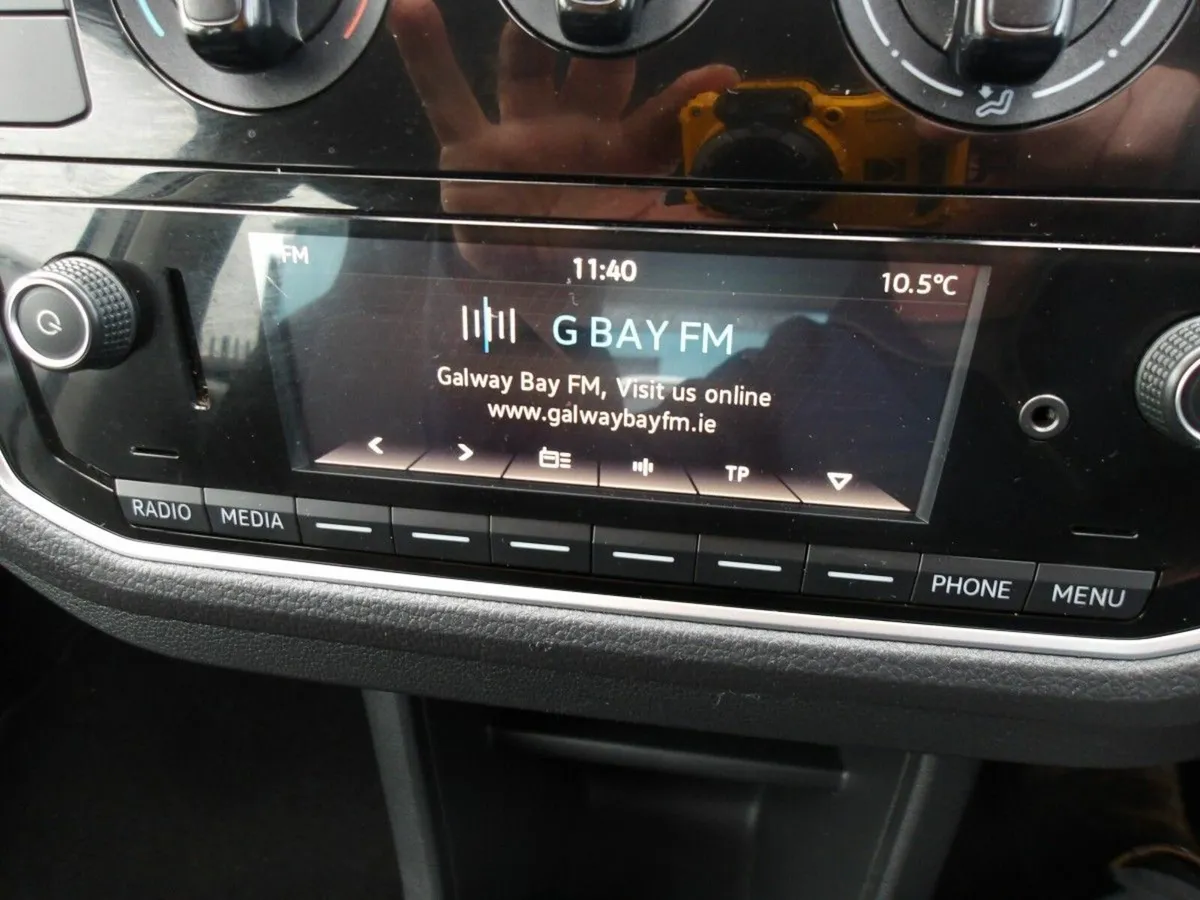 FM
11:40
10.5°C
G BAY FM
Galway Bay FM, Visit us online
www.galwaybayfm.ie
TP
RADIO
MEDIA
PHONE
MENU